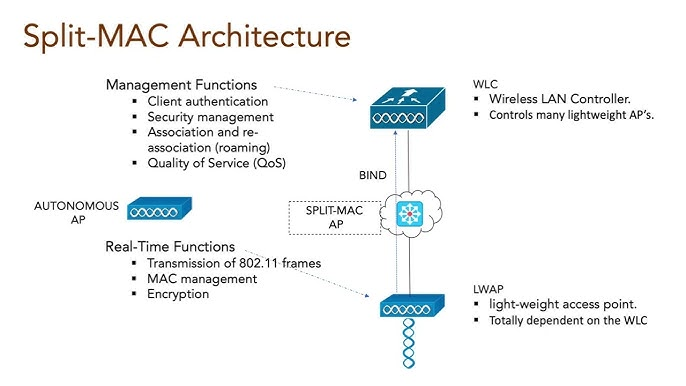 Split-MAC Architecture
Management Functions
▪ Client authentication
▪ Security management
▪ Association and re-
association (roaming)
▪ Quality of Service (QoS)
WLC
▪ Wireless LAN Controller.
▪ Controls many lightweight AP's.
BIND
AUTONOMOUS
AP
SPLIT-MAC
AP
Real-Time Functions
▪ Transmission of 802.11 frames
▪ MAC management
▪ Encryption
LWAP
▪ light-weight access point.
▪ Totally dependent on the WLC